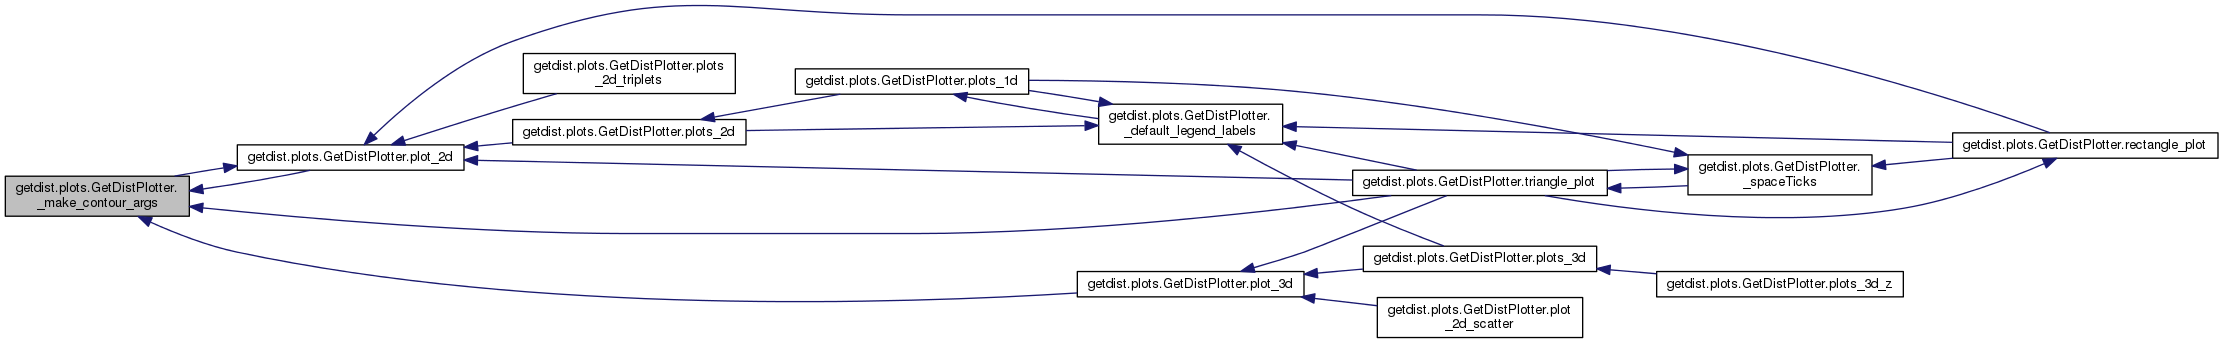 getdist.plots.GetDistPlotter.
_make_contour_args
getdist.plots.GetDistPlotter.plot_2d
getdist.plots.GetDistPlotter.plots
_2d_triplets
getdist.plots.GetDistPlotter.plots_2d
getdist.plots.GetDistPlotter.plots_1d
getdist.plots.GetDistPlotter.
_default_legend_labels
getdist.plots.GetDistPlotter.triangle_plot
getdist.plots.GetDistPlotter.
_spaceTicks
getdist.plots.GetDistPlotter.rectangle_plot
getdist.plots.GetDistPlotter.plot_3d
getdist.plots.GetDistPlotter.plots_3d
getdist.plots.GetDistPlotter.plots_3d_z
getdist.plots.GetDistPlotter.plot
_2d_scatter